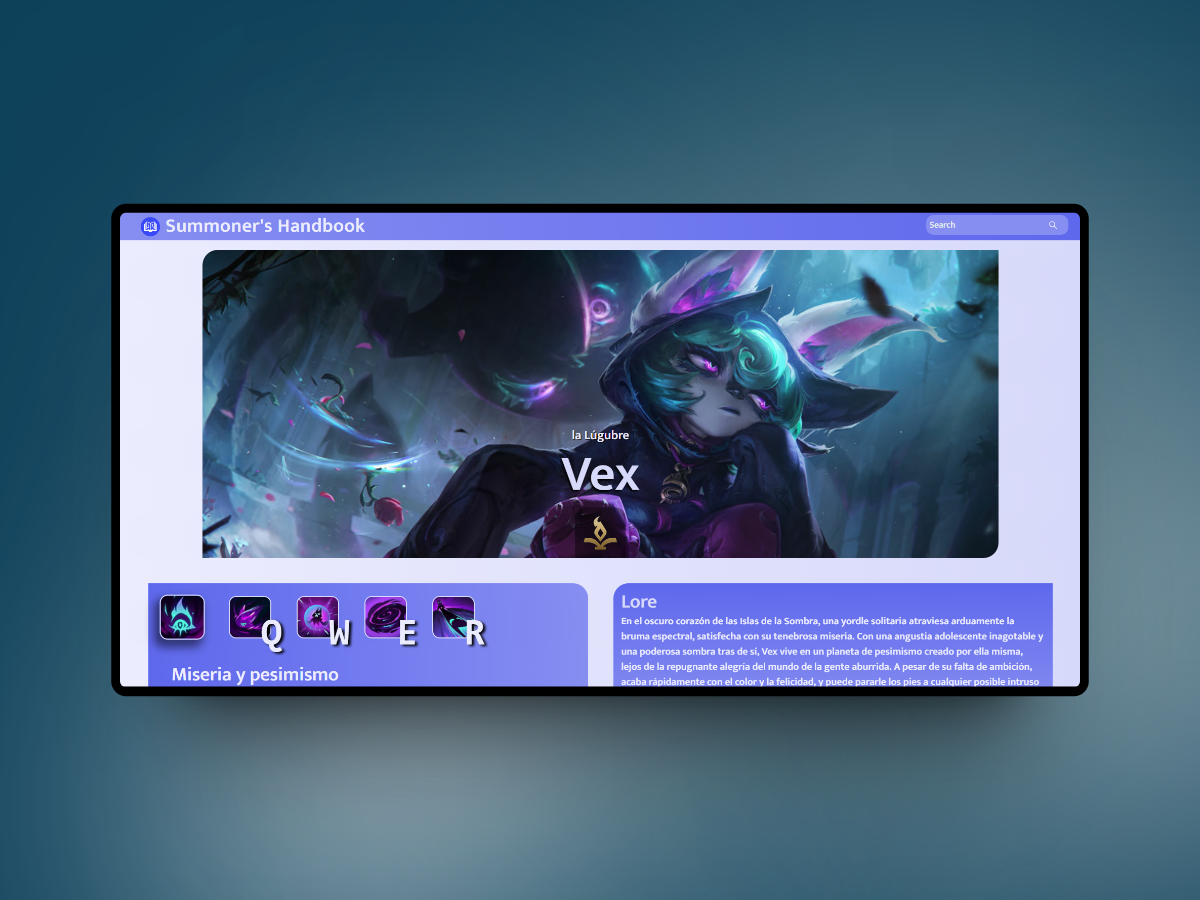 Summoner's Handbook
Search
la Lúgubre
Vex
Q W E R
Miseria y pesimismo
Lore
En el oscuro corazón de las Islas de la Sombra, una yordle solitaria atraviesa arduamente la
bruma espectral, satisfecha con su tenebrosa miseria. Con una angustia adolescente inagotable y
una poderosa sombra tras de sí, Vex vive en un planeta de pesimismo creado por ella misma,
lejos de la repugnante alegría del mundo de la gente aburrida. A pesar de su falta de ambición,
acaba rápidamente con el color y la felicidad, y puede pararle los pies a cualquier posible intruso